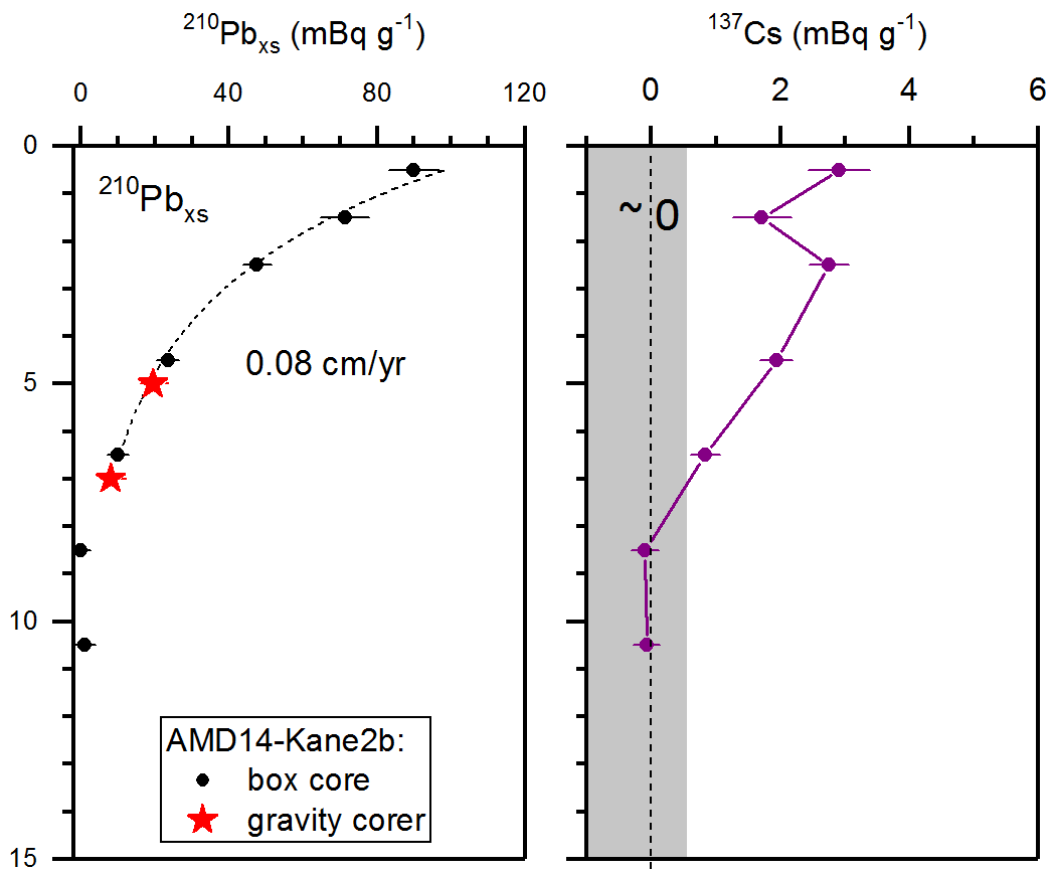 ²¹⁰Pbₓₛ (mBq g⁻¹)
0 40 80 120
¹³⁷Cs (mBq g⁻¹)
0 2 4 6
0
5
10
15
²¹⁰Pbₓₛ
0.08 cm/yr
~ 0
AMD14-Kane2b:
box core
gravity corer